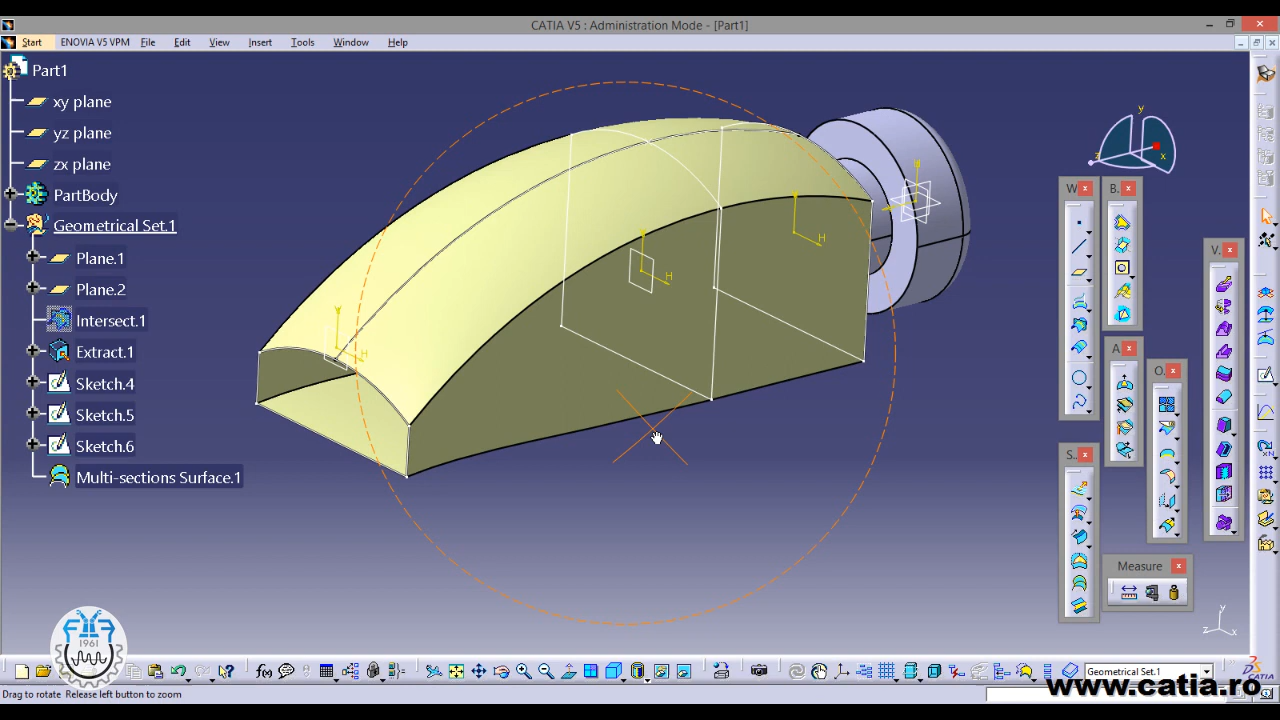 CATIA V5 : Administration Mode - [Part1]
Start ENOVIA V5 VPM File Edit View Insert Tools Window Help
Part1
xy plane
yz plane
zx plane
PartBody
Geometrical Set.1
Plane.1
Plane.2
Intersect.1
Extract.1
Sketch.4
Sketch.5
Sketch.6
Multi-sections Surface.1
V
H
V
H
V
H
V
y
z
x
W
B.
V.
A
O.
S.
Measure
y
z
x
1961
f(x)
Geometrical Set.1
CATIA
Drag to rotate Release left button to zoom
www.catia.ro